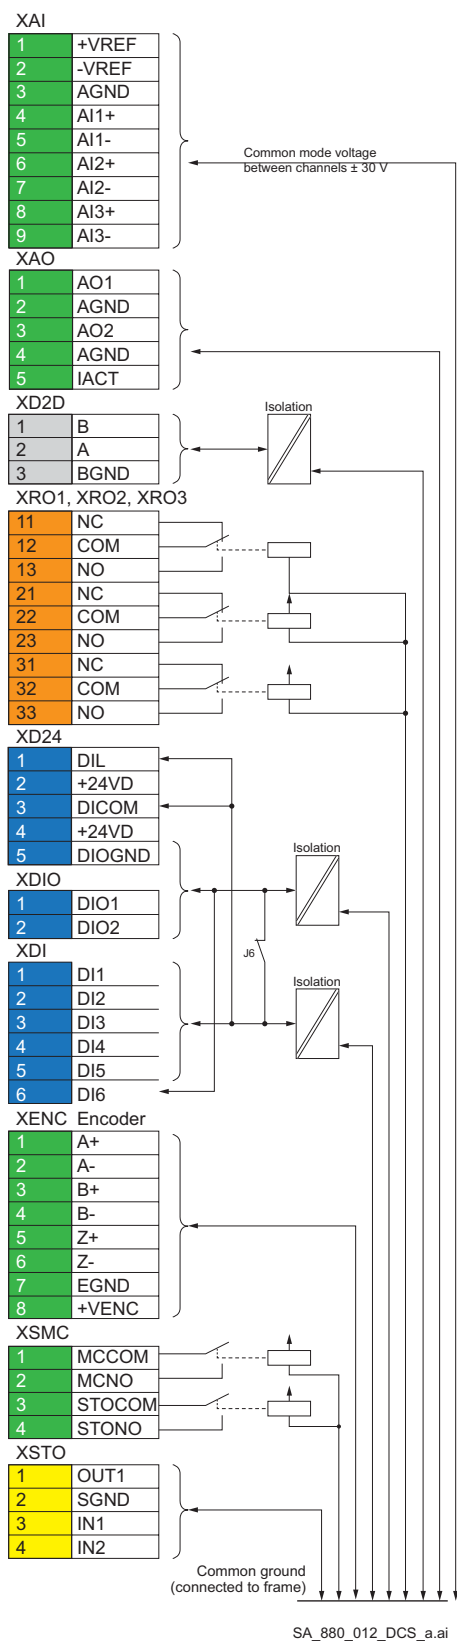 XAI
1 +VREF
2 -VREF
3 AGND
4 AI1+
5 AI1-
6 AI2+
7 AI2-
8 AI3+
9 AI3-
Common mode voltage
between channels ± 30 V
XAO
1 AO1
2 AGND
3 AO2
4 AGND
5 IACT
XD2D
1 B
2 A
3 BGND
Isolation
XRO1, XRO2, XRO3
11 NC
12 COM
13 NO
21 NC
22 COM
23 NO
31 NC
32 COM
33 NO
XD24
1 DIL
2 +24VD
3 DICOM
4 +24VD
5 DIOGND
Isolation
XDIO
1 DIO1
2 DIO2
J6
XDI
1 DI1
2 DI2
3 DI3
4 DI4
5 DI5
6 DI6
Isolation
XENC Encoder
1 A+
2 A-
3 B+
4 B-
5 Z+
6 Z-
7 EGND
8 +VENC
XSMC
1 MCCOM
2 MCNO
3 STOCOM
4 STONO
XSTO
1 OUT1
2 SGND
3 IN1
4 IN2
Common ground
(connected to frame)
SA_880_012_DCS_a.ai